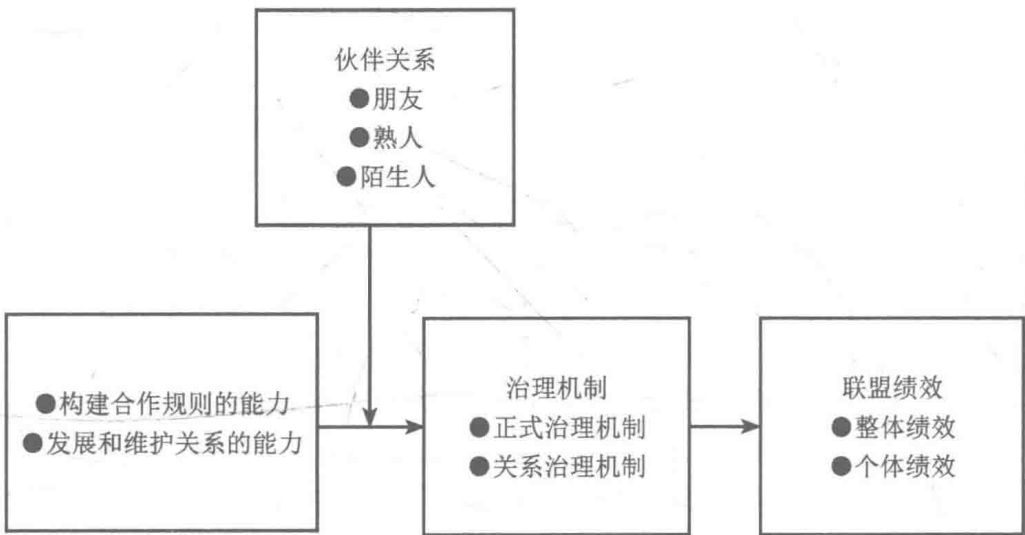 伙伴关系
●朋友
●熟人
●陌生人
●构建合作规则的能力
●发展和维护关系的能力
治理机制
●正式治理机制
●关系治理机制
联盟绩效
●整体绩效
●个体绩效